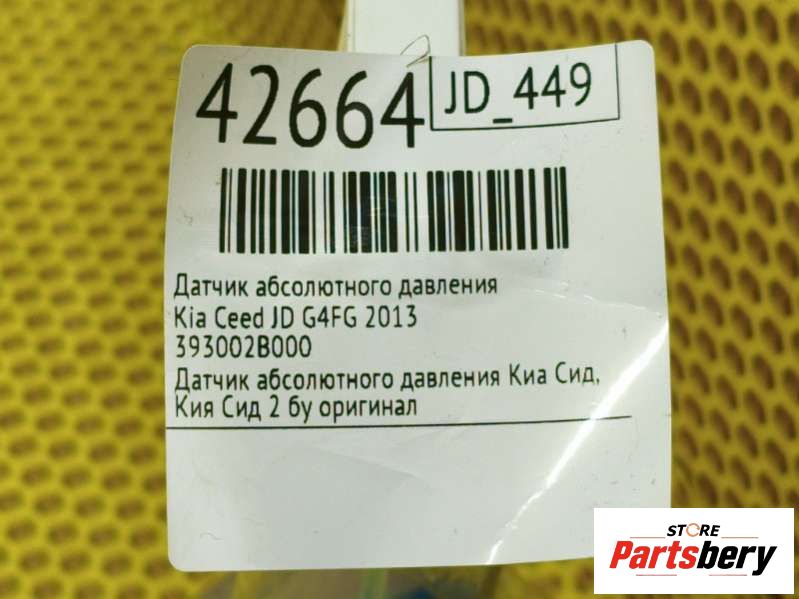 42664 JD_449
Датчик абсолютного давления
Kia Ceed JD G4FG 2013
393002B000
Датчик абсолютного давления Киа Сид,
Кия Сид 2 бу оригинал
STORE
Partsbery